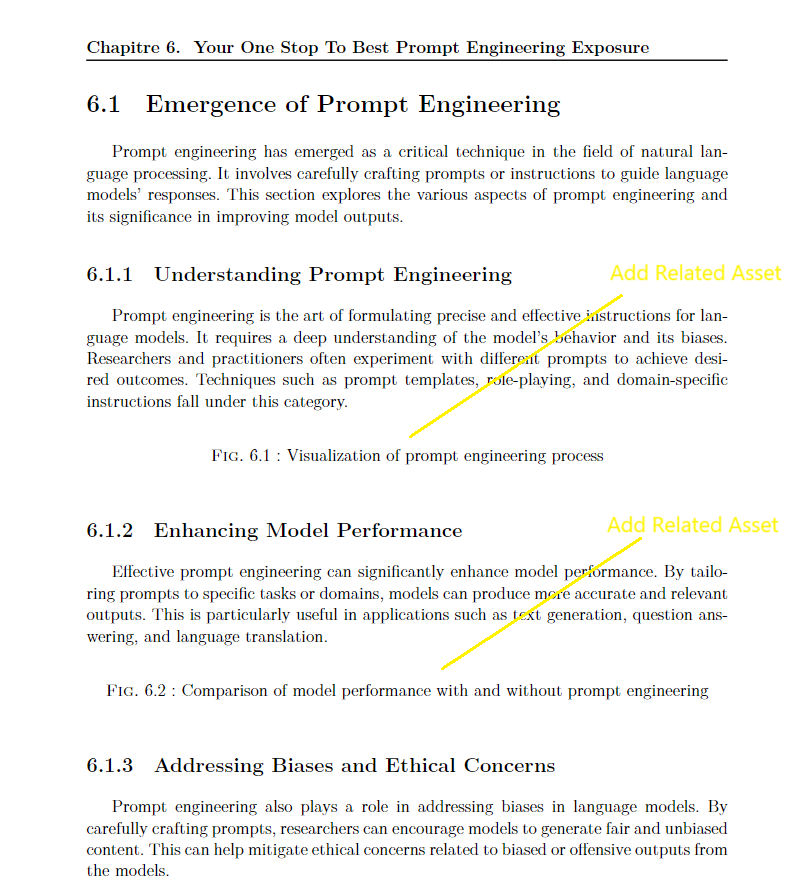 Chapitre 6. Your One Stop To Best Prompt Engineering Exposure
6.1 Emergence of Prompt Engineering
Prompt engineering has emerged as a critical technique in the field of natural lan-
guage processing. It involves carefully crafting prompts or instructions to guide language
models' responses. This section explores the various aspects of prompt engineering and
its significance in improving model outputs.
6.1.1 Understanding Prompt Engineering
Add Related Asset
Prompt engineering is the art of formulating precise and effective instructions for lan-
guage models. It requires a deep understanding of the model's behavior and its biases.
Researchers and practitioners often experiment with different prompts to achieve desi-
red outcomes. Techniques such as prompt templates, role-playing, and domain-specific
instructions fall under this category.
Fig. 6.1 : Visualization of prompt engineering process
6.1.2 Enhancing Model Performance
Add Related Asset
Effective prompt engineering can significantly enhance model performance. By tailo-
ring prompts to specific tasks or domains, models can produce more accurate and relevant
outputs. This is particularly useful in applications such as text generation, question ans-
wering, and language translation.
Fig. 6.2 : Comparison of model performance with and without prompt engineering
6.1.3 Addressing Biases and Ethical Concerns
Prompt engineering also plays a role in addressing biases in language models. By
carefully crafting prompts, researchers can encourage models to generate fair and unbiased
content. This can help mitigate ethical concerns related to biased or offensive outputs from
the models.